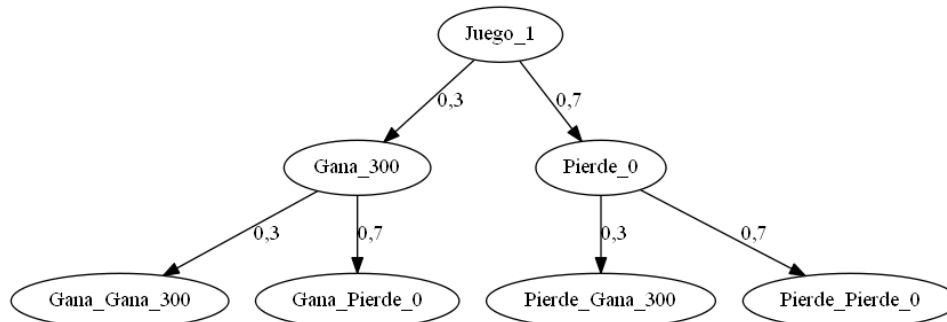 Juego_1
0,3
0,7
Gana_300
Pierde_0
0,3
0,7
0,3
0,7
Gana_Gana_300
Gana_Pierde_0
Pierde_Gana_300
Pierde_Pierde_0